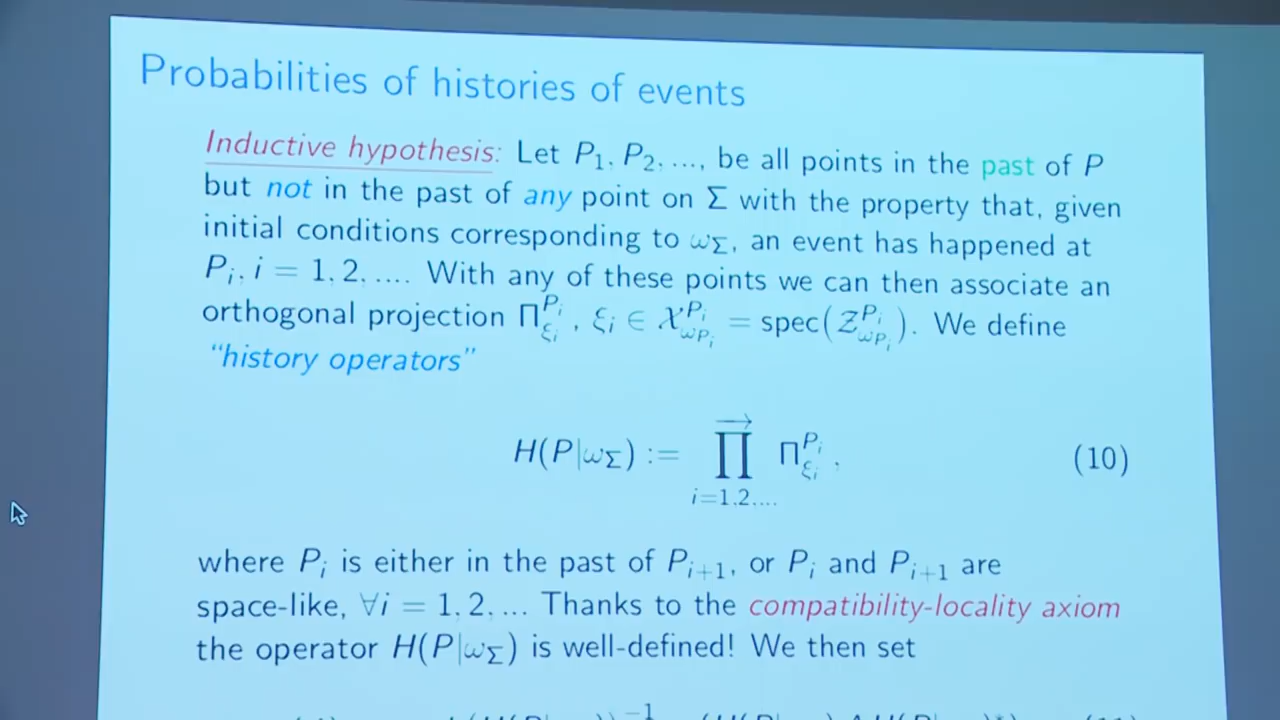 Probabilities of histories of events
Inductive hypothesis: Let P₁, P₂, ..., be all points in the past of P
but not in the past of any point on Σ with the property that, given
initial conditions corresponding to ω_Σ, an event has happened at
P_i, i = 1, 2, .... With any of these points we can then associate an
orthogonal projection Π^{P_i}_{ξ_i}, ξ_i ∈ 𝒳^{P_i}_{ω_{P_i}} = spec(𝒵^{P_i}_{ω_{P_i}}). We define
“history operators”
H(P|ω_Σ) := ∏⃗_{i=1,2,...} Π^{P_i}_{ξ_i}, (10)
where P_i is either in the past of P_{i+1}, or P_i and P_{i+1} are
space-like, ∀i = 1, 2, ... Thanks to the compatibility-locality axiom
the operator H(P|ω_Σ) is well-defined! We then set